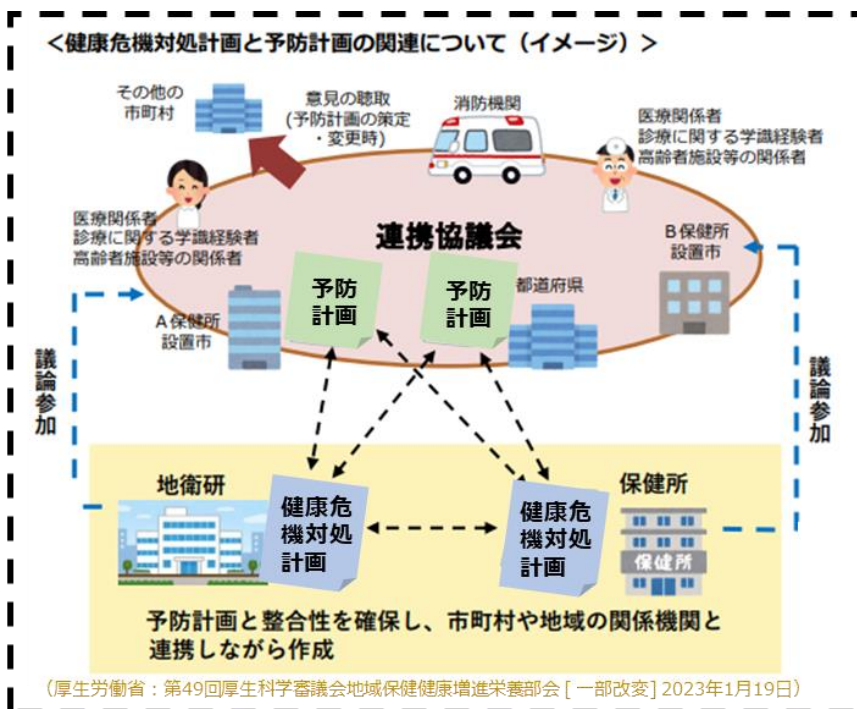 ＜健康危機対処計画と予防計画の関連について（イメージ）＞
その他の
市町村
意見の聴取
(予防計画の策定
・変更時)
消防機関
医療関係者
診療に関する学識経験者
高齢者施設等の関係者
医療関係者
診療に関する学識経験者
高齢者施設等の関係者
連携協議会
B保健所
設置市
予防
計画
予防
計画
都道府県
A保健所
設置市
議論参加
議論参加
地衛研
健康危
機対処
計画
健康危
機対処
計画
保健所
保健所
予防計画と整合性を確保し、市町村や地域の関係機関と
連携しながら作成
（厚生労働省：第49回厚生科学審議会地域保健健康増進栄養部会 [ 一部改変] 2023年1月19日）